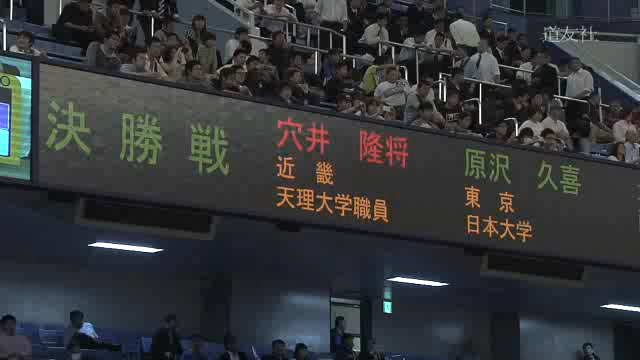 道友社
決勝戦
穴井 隆将
近 畿
天理大学職員
原沢 久喜
東 京
日本大学